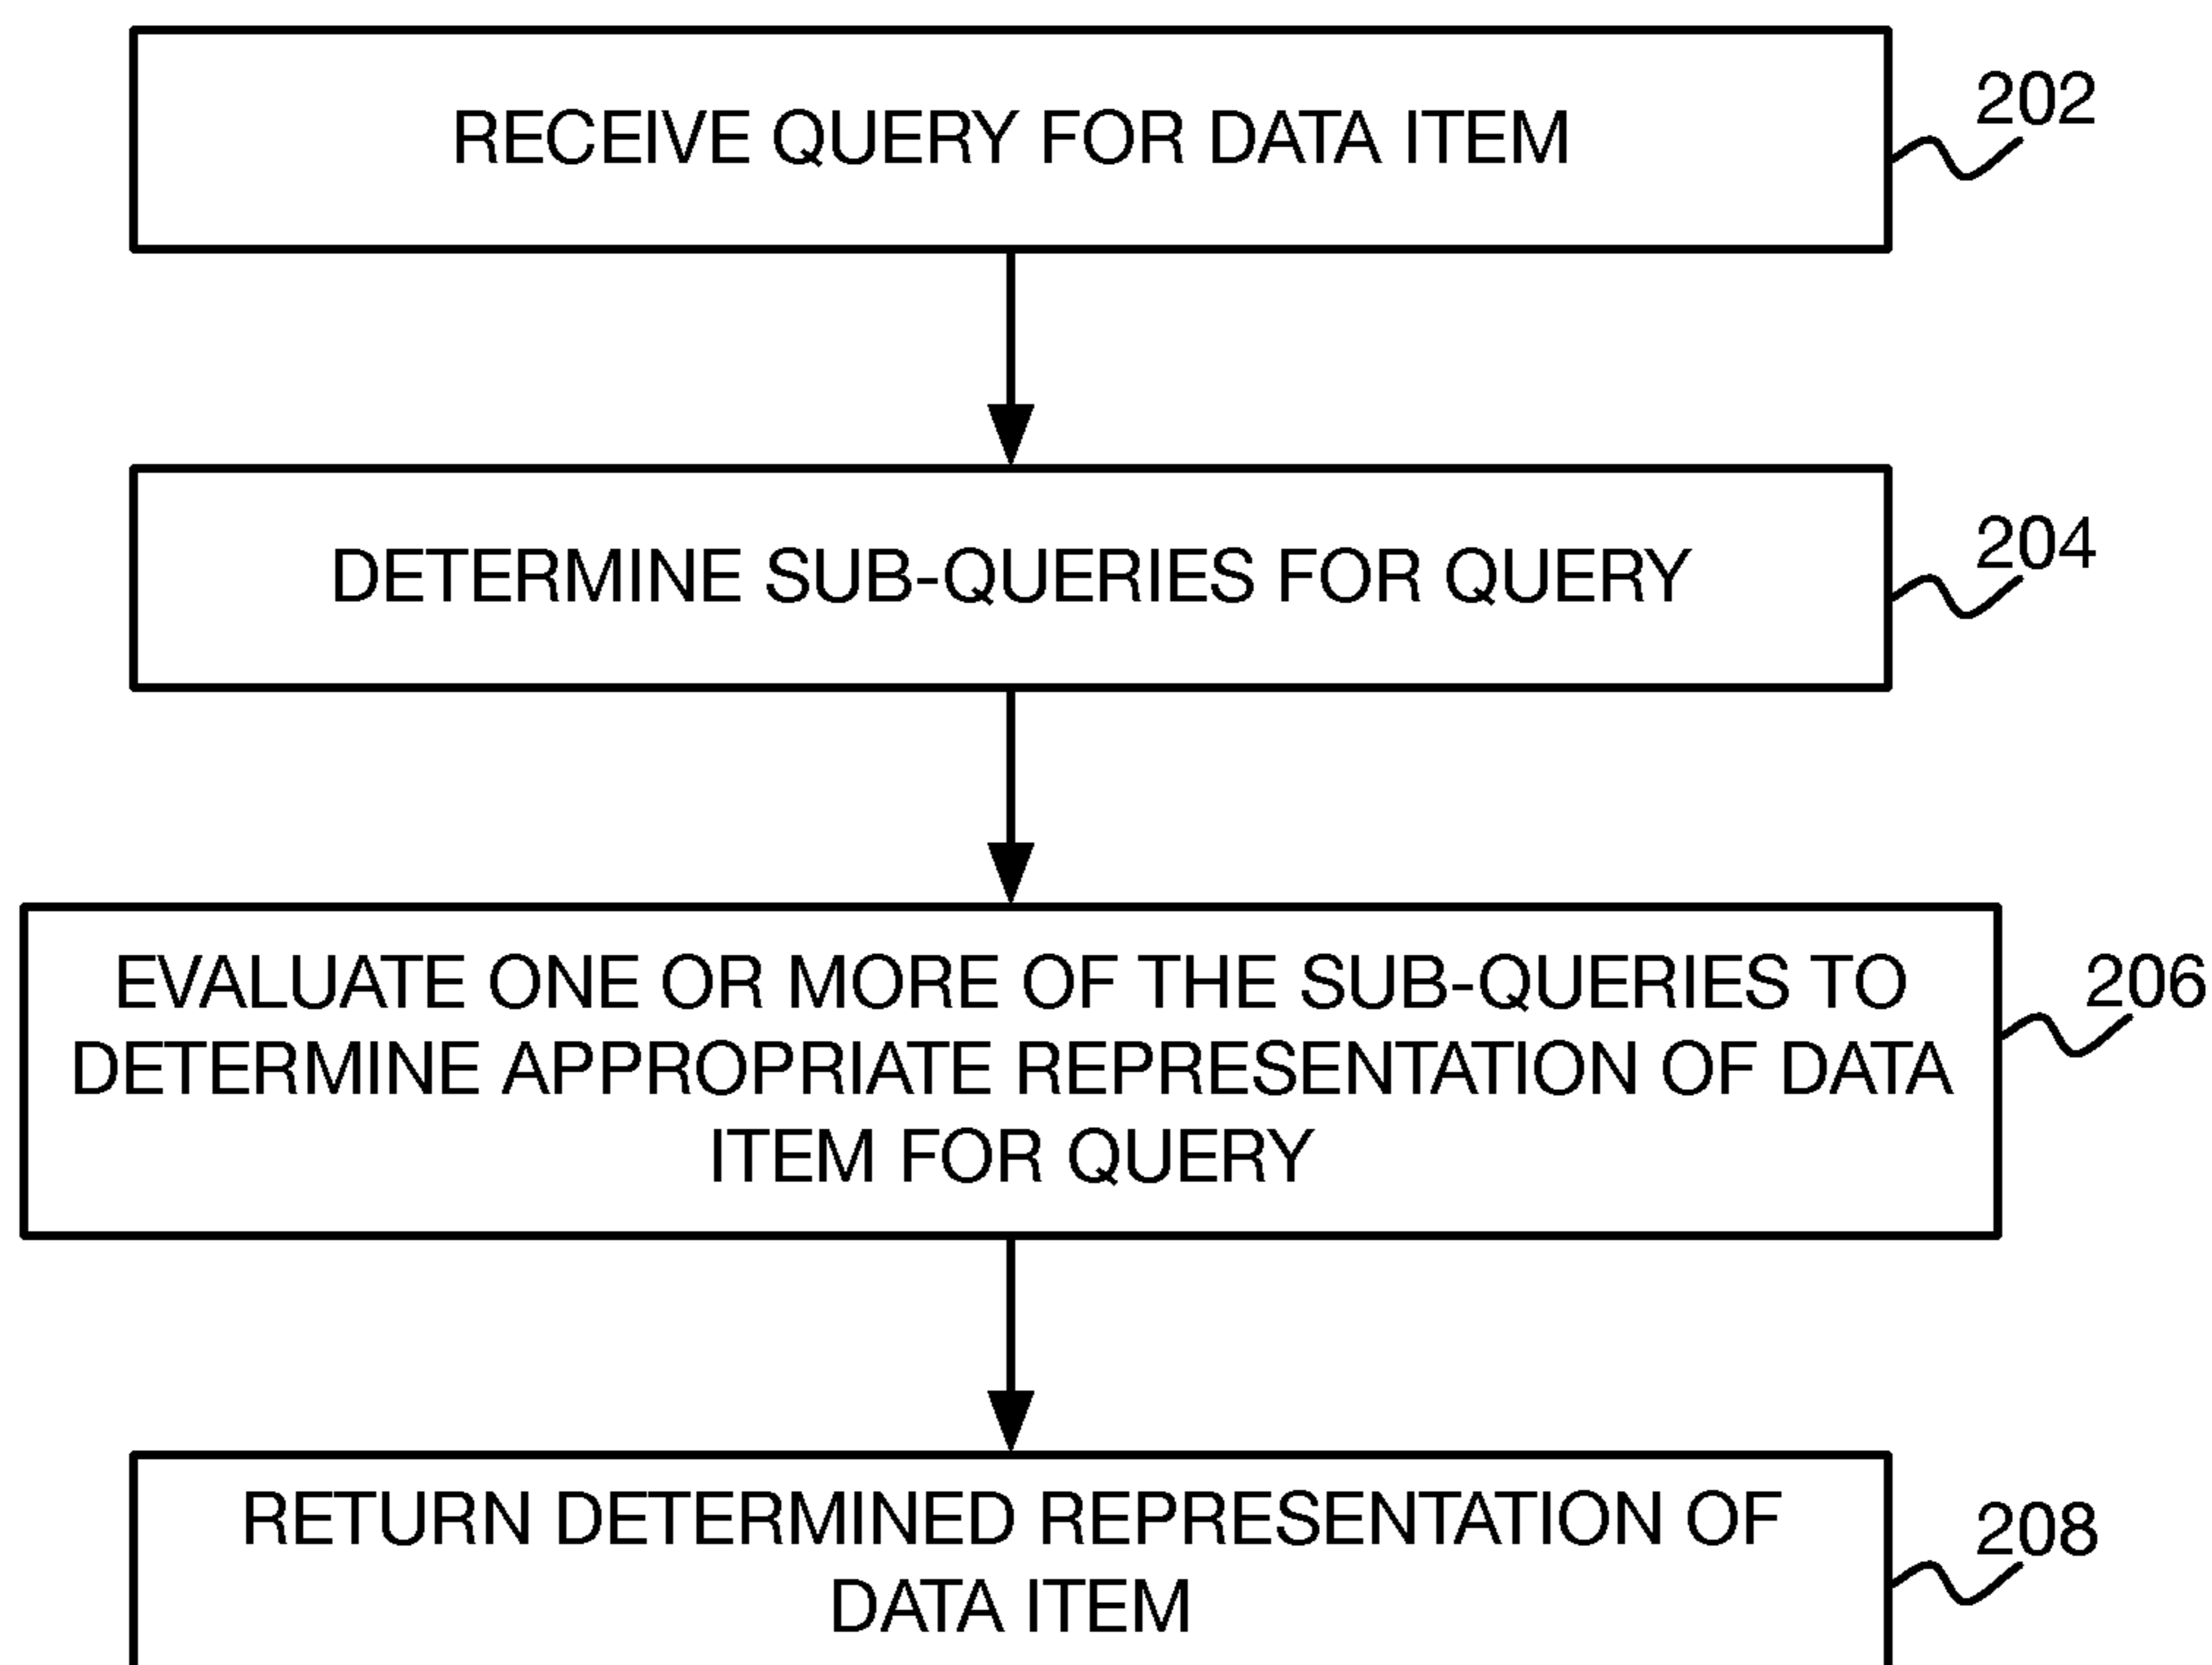 RECEIVE QUERY FOR DATA ITEM
202
DETERMINE SUB-QUERIES FOR QUERY
204
EVALUATE ONE OR MORE OF THE SUB-QUERIES TO
DETERMINE APPROPRIATE REPRESENTATION OF DATA
ITEM FOR QUERY
206
RETURN DETERMINED REPRESENTATION OF
DATA ITEM
208